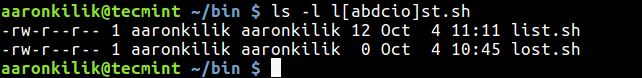 aaronkilik@tecmint ~/bin $ ls -l l[abdcio]st.sh
-rw-r--r-- 1 aaronkilik aaronkilik 12 Oct  4 11:11 list.sh
-rw-r--r-- 1 aaronkilik aaronkilik  0 Oct  4 10:45 lost.sh
aaronkilik@tecmint ~/bin $